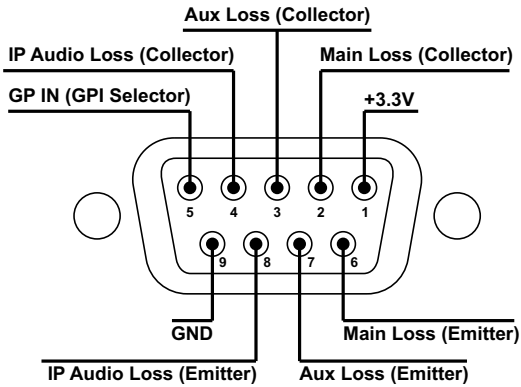 Aux Loss (Collector)
IP Audio Loss (Collector)
Main Loss (Collector)
GP IN (GPI Selector)
+3.3V
5 4 3 2 1
9 8 7 6
GND
Main Loss (Emitter)
IP Audio Loss (Emitter)
Aux Loss (Emitter)